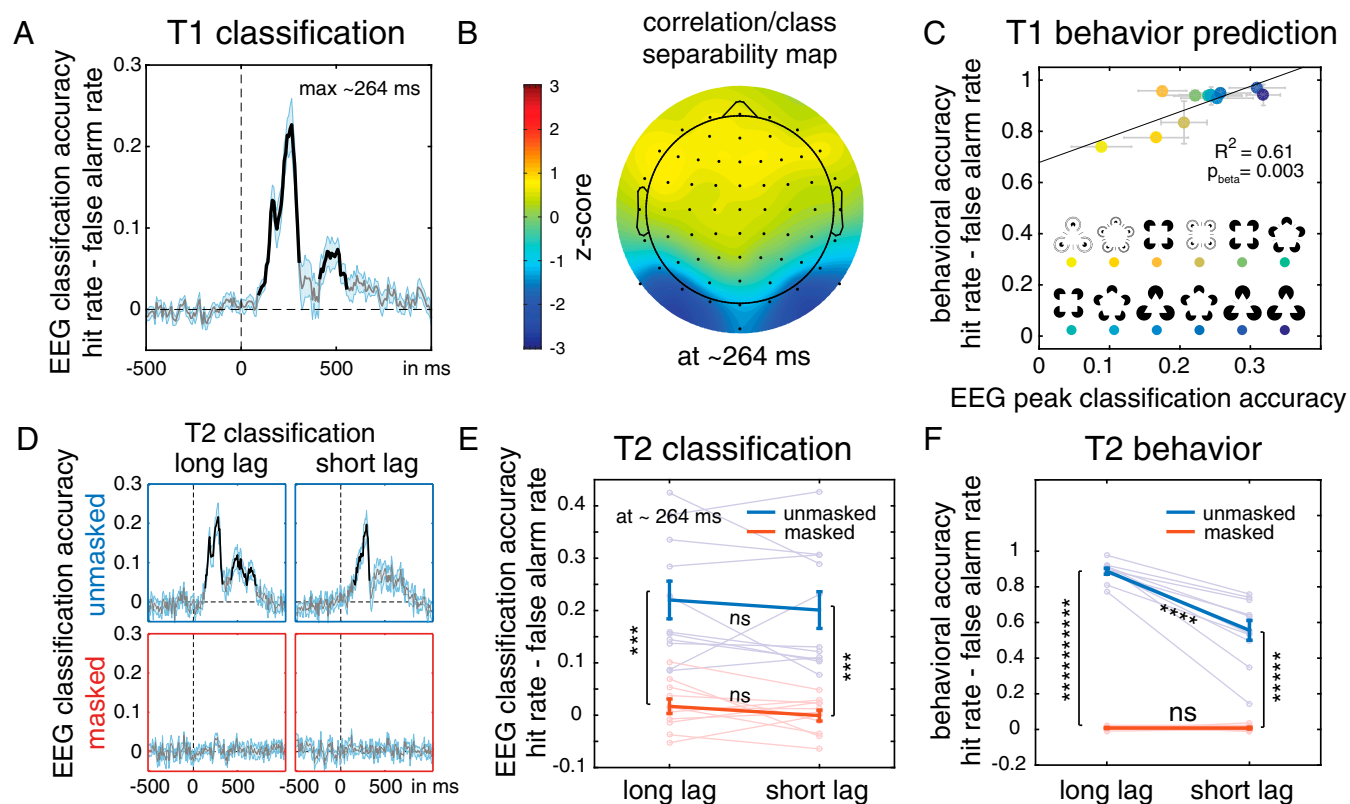 A
T1 classification
EEG classifcation accuracy
hit rate - false alarm rate
0.3
0.2
0.1
0
max ~264 ms
-500
0
500
in ms
B
correlation/class
separability map
3
2
1
0
-1
-2
-3
z-score
at ~264 ms
C
T1 behavior prediction
behavioral accuracy
hit rate - false alarm rate
1
0.8
0.6
0.4
0.2
0
R2 = 0.61
pbeta = 0.003
0
0.1
0.2
0.3
EEG peak classification accuracy
D
T2 classification
long lag
short lag
EEG classification accuracy
unmasked
masked
0.3
0.2
0.1
0
0.3
0.2
0.1
0
-500
0
500
-500
0
500
in ms
E
T2 classification
EEG classification accuracy
hit rate - false alarm rate
0.4
0.3
0.2
0.1
0
-0.1
at ~ 264 ms
unmasked
masked
***
ns
ns
***
long lag
short lag
F
T2 behavior
behavioral accuracy
hit rate - false alarm rate
1
0.8
0.6
0.4
0.2
0
-0.2
unmasked
masked
****
ns
long lag
short lag